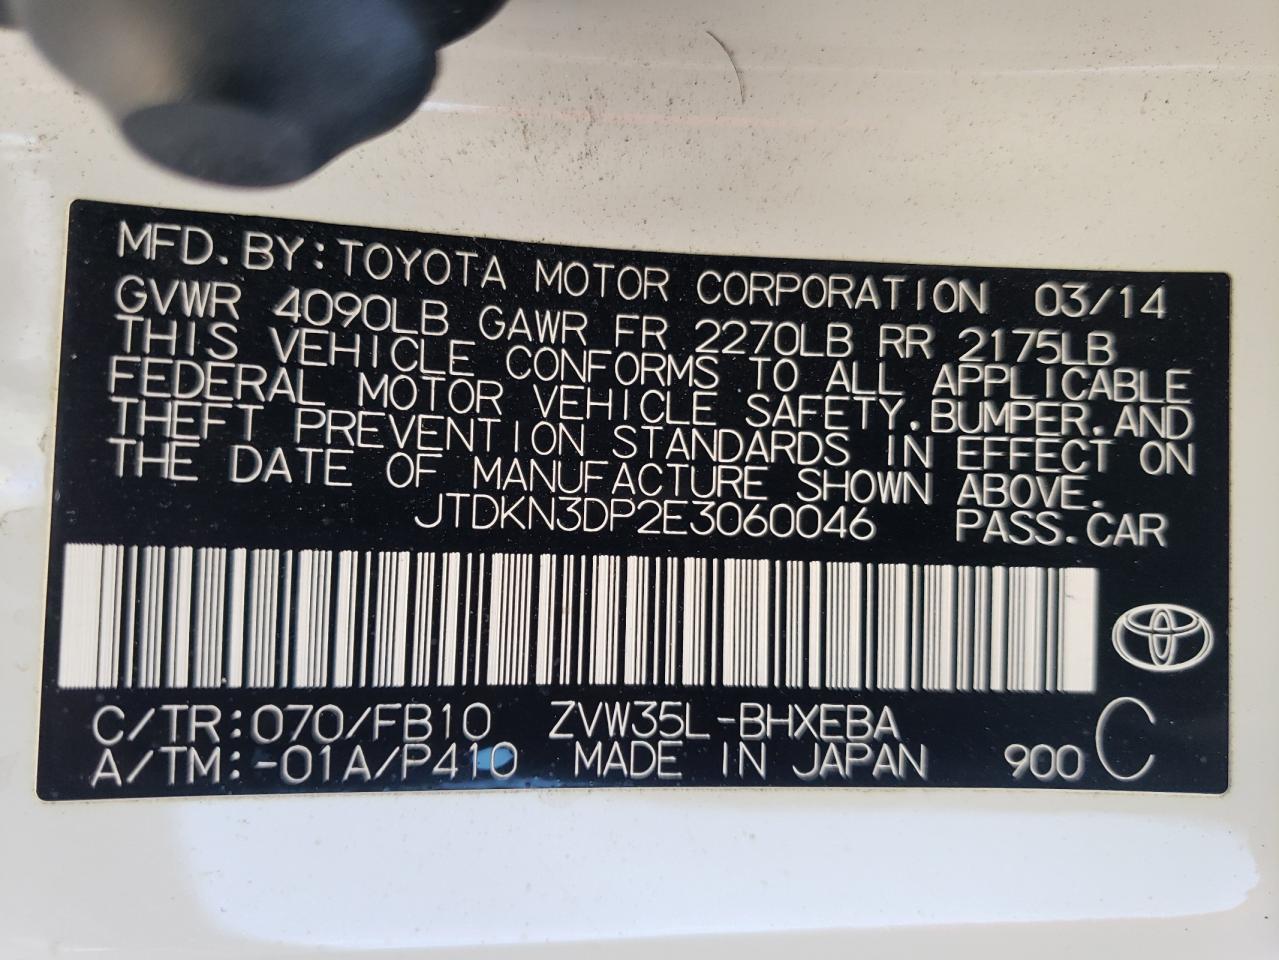 MFD.BY:TOYOTA MOTOR CORPORATION 03/14
GVWR 4090LB GAWR FR 2270LB RR 2175LB
THIS VEHICLE CONFORMS TO ALL APPLICABLE
FEDERAL MOTOR VEHICLE SAFETY.BUMPER.AND
THEFT PREVENTION STANDARDS IN EFFECT ON
THE DATE OF MANUFACTURE SHOWN ABOVE.
JTDKN3DP2E3060046 PASS.CAR
C/TR:070/FB10 ZVW35L-BHXEBA
A/TM:-01A/P410 MADE IN JAPAN 900 C